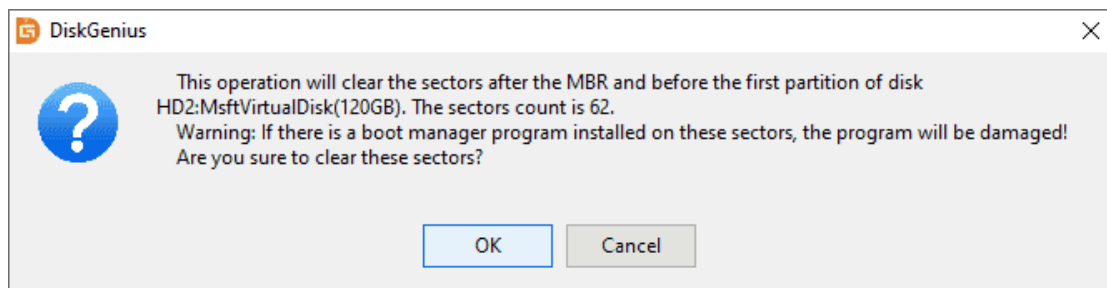 DiskGenius
This operation will clear the sectors after the MBR and before the first partition of disk
HD2:MsftVirtualDisk(120GB). The sectors count is 62.
Warning: If there is a boot manager program installed on these sectors, the program will be damaged!
Are you sure to clear these sectors?
OK
Cancel